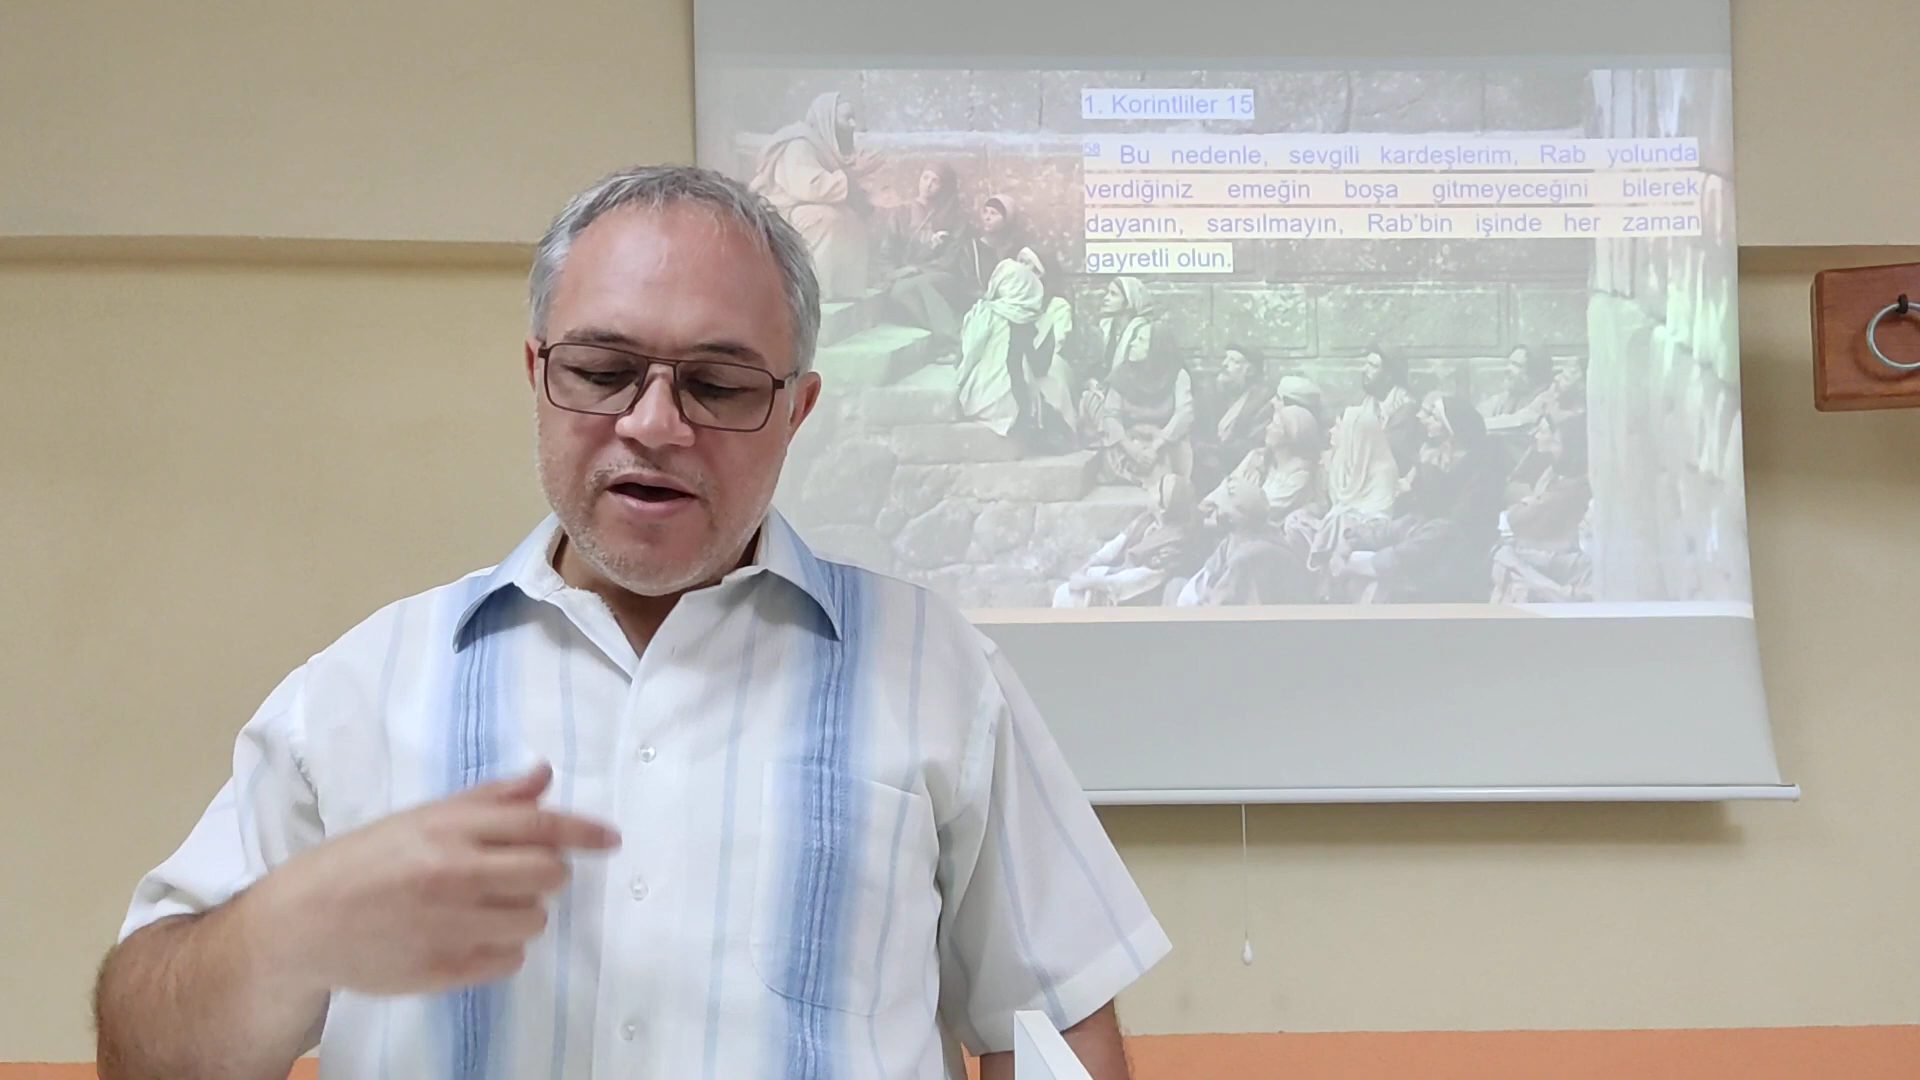 1. Korintliler 15
58 Bu nedenle, sevgili kardeşlerim, Rab yolunda
verdiğiniz emeğin boşa gitmeyeceğini bilerek
dayanın, sarsılmayın, Rab'bin işinde her zaman
gayretli olun.